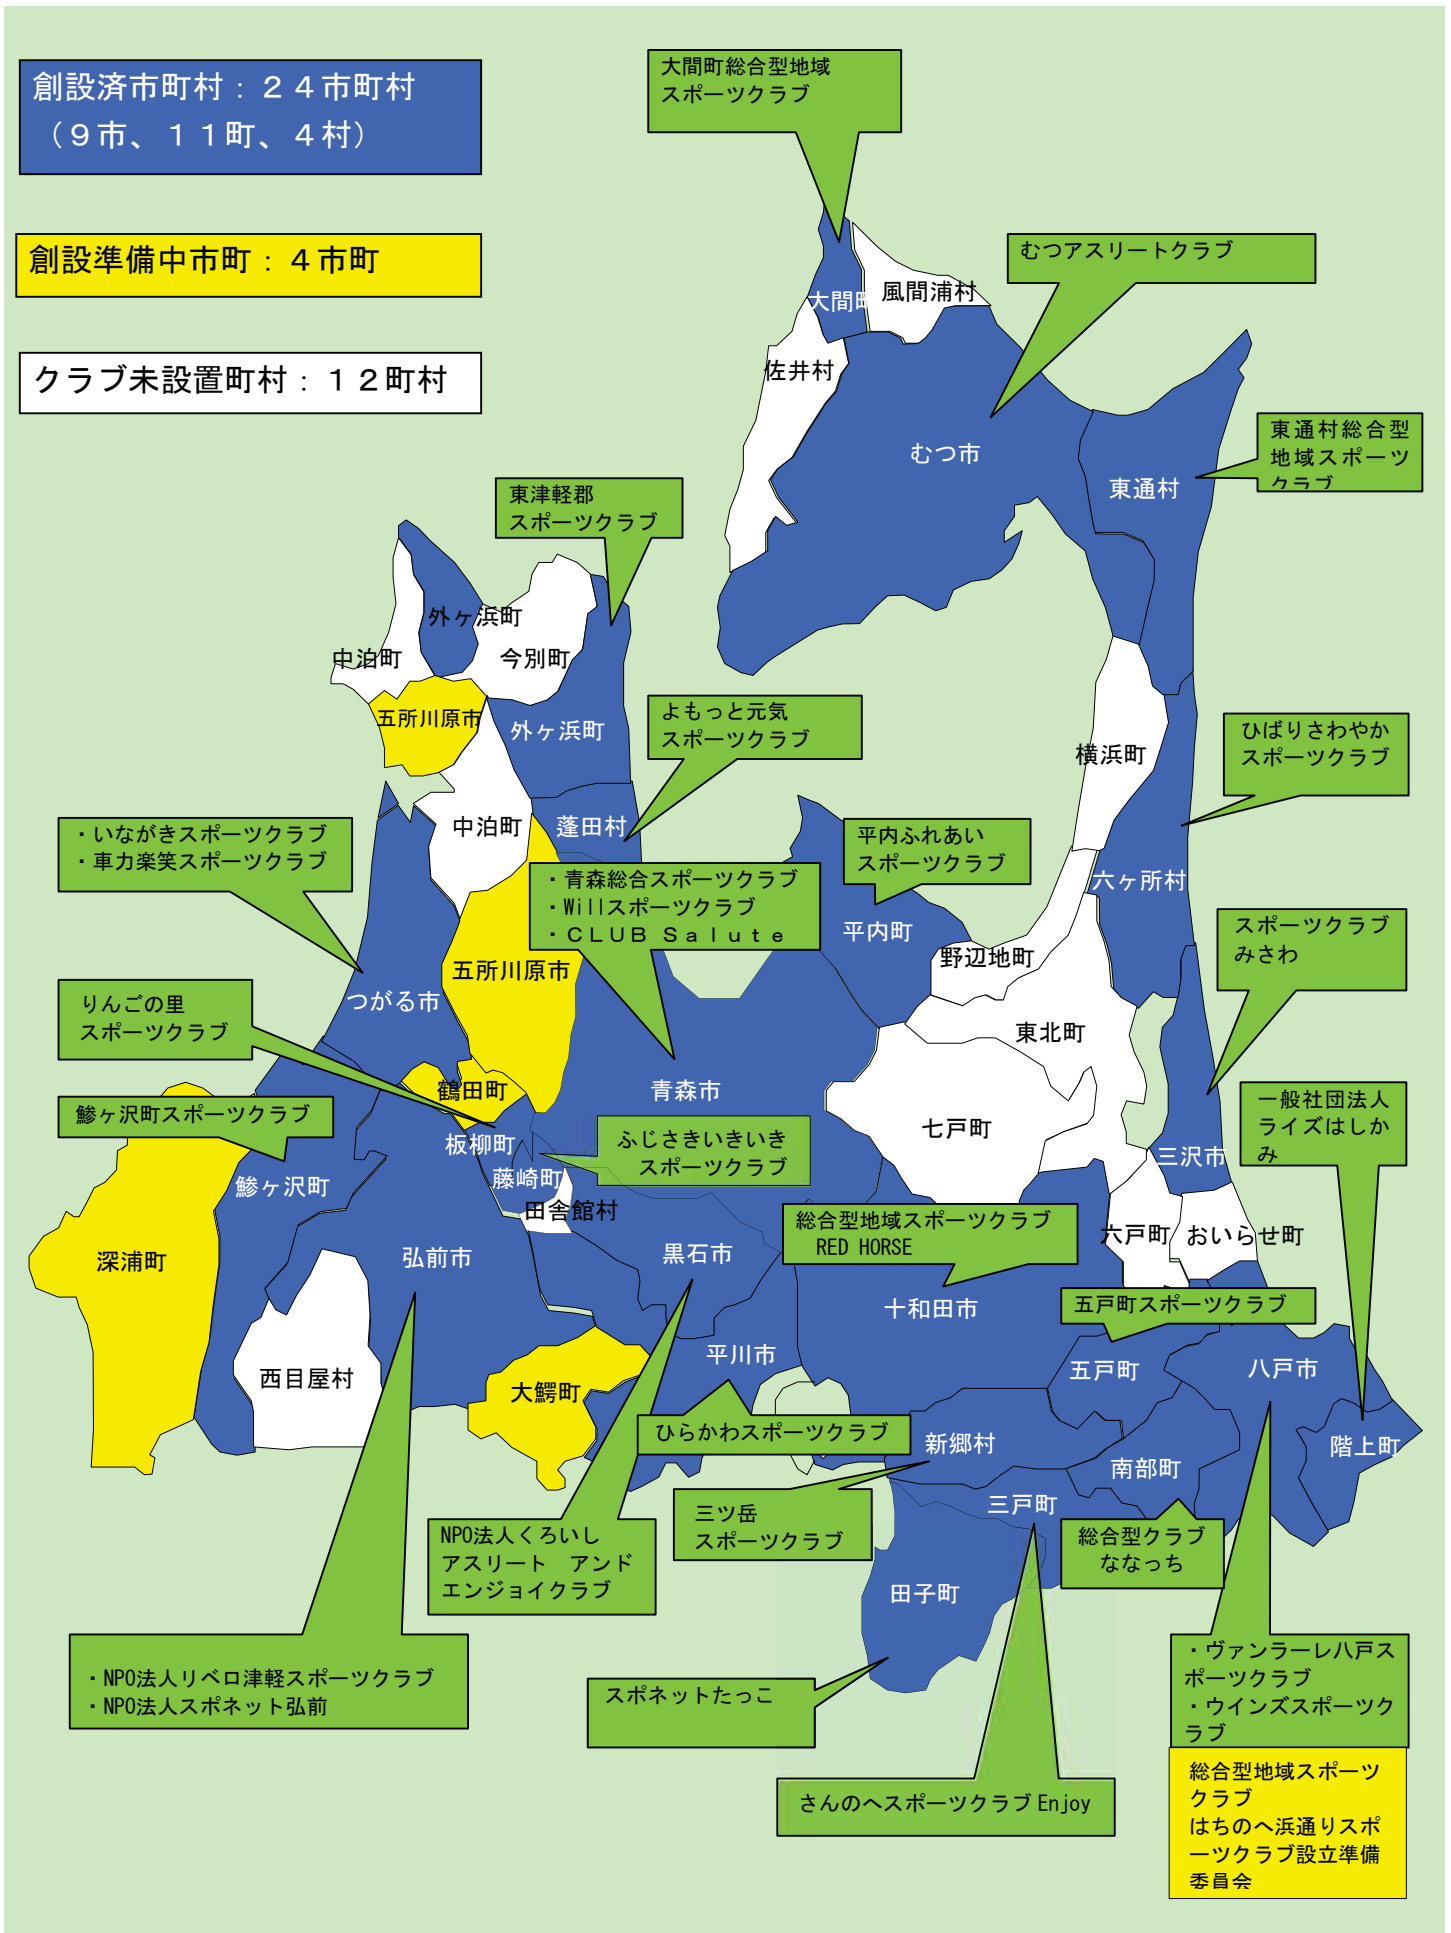 創設済市町村：２４市町村
（９市、１１町、４村）
創設準備中市町：４市町
クラブ未設置町村：１２町村
大間町総合型地域
スポーツクラブ
むつアスリートクラブ
大間町
風間浦村
佐井村
むつ市
東通村
東通村総合型
地域スポーツ
クラブ
東津軽郡
スポーツクラブ
外ヶ浜町
中泊町
今別町
五所川原市
外ヶ浜町
よもっと元気
スポーツクラブ
横浜町
ひばりさわやか
スポーツクラブ
・いながきスポーツクラブ
・車力楽笑スポーツクラブ
中泊町
蓬田村
平内ふれあい
スポーツクラブ
六ヶ所村
・青森総合スポーツクラブ
・Willスポーツクラブ
・ＣＬＵＢ Ｓａｌｕｔｅ
平内町
野辺地町
スポーツクラブ
みさわ
五所川原市
つがる市
りんごの里
スポーツクラブ
東北町
鶴田町
青森市
鰺ヶ沢町スポーツクラブ
七戸町
一般社団法人
ライズはしか
み
板柳町
ふじさきいきいき
スポーツクラブ
三沢市
鰺ヶ沢町
藤崎町
田舎館村
総合型地域スポーツクラブ
RED HORSE
六戸町
おいらせ町
深浦町
弘前市
黒石市
十和田市
五戸町スポーツクラブ
西目屋村
大鰐町
平川市
五戸町
八戸市
ひらかわスポーツクラブ
新郷村
南部町
階上町
三ツ岳
スポーツクラブ
三戸町
NPO法人くろいし
アスリート　アンド
エンジョイクラブ
総合型クラブ
ななっち
田子町
・NPO法人リベロ津軽スポーツクラブ
・NPO法人スポネット弘前
スポネットたっこ
・ヴァンラーレ八戸ス
ポーツクラブ
・ウインズスポーツク
ラブ
さんのへスポーツクラブ Enjoy
総合型地域スポーツ
クラブ
はちのへ浜通りスポ
ーツクラブ設立準備
委員会